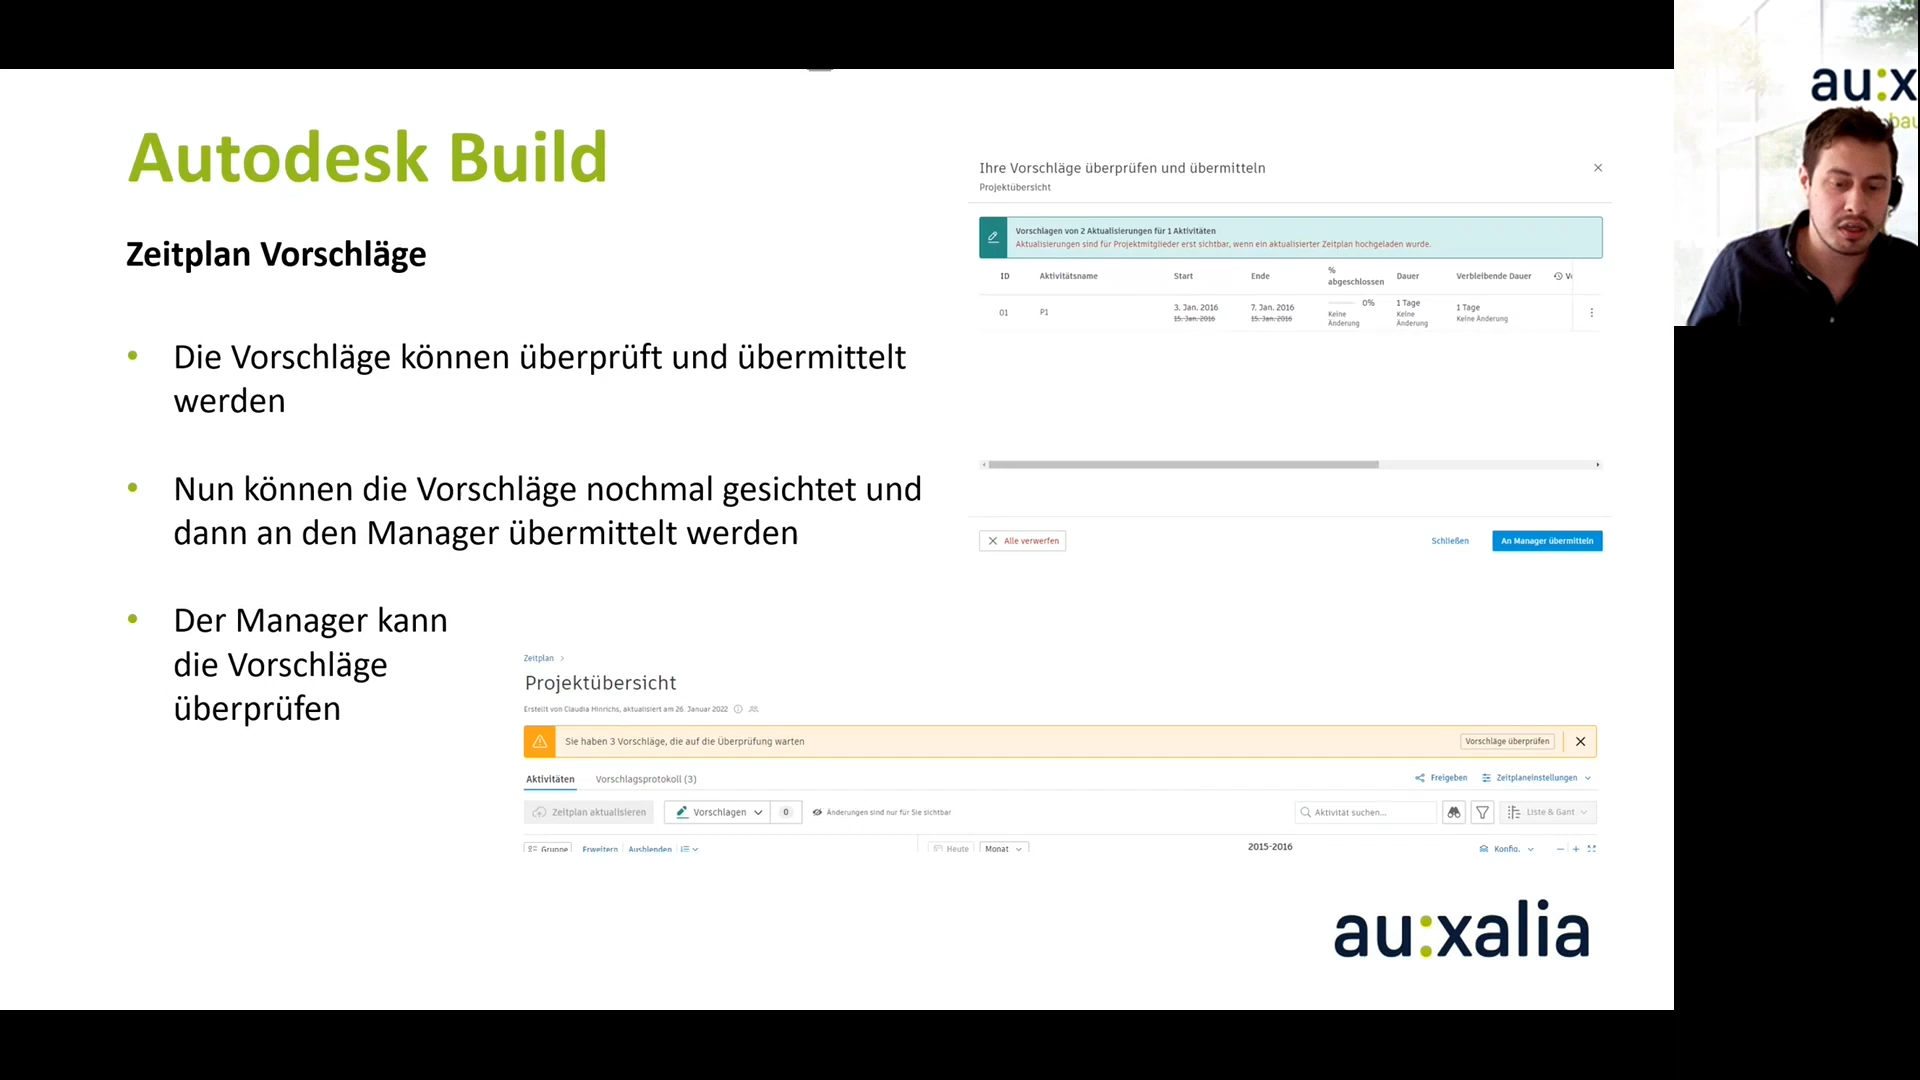 Autodesk Build
Zeitplan Vorschläge
Die Vorschläge können überprüft und übermittelt
werden
Nun können die Vorschläge nochmal gesichtet und
dann an den Manager übermittelt werden
Der Manager kann
die Vorschläge
überprüfen
Ihre Vorschläge überprüfen und übermitteln
Projektübersicht
Vorschlagen von 2 Aktualisierungen für 1 Aktivitäten
Aktualisierungen sind für Projektmitglieder erst sichtbar, wenn ein aktualisierter Zeitplan hochgeladen wurde.
ID Aktivitätsname Start Ende % abgeschlossen Dauer Verbleibende Dauer
01 P1 3. Jan. 2016 7. Jan. 2016 0% 1 Tage 1 Tage
15. Jan. 2016 15. Jan. 2016 Keine Änderung Keine Änderung Keine Änderung
Alle verwerfen Schließen An Manager übermitteln
Zeitplan
Projektübersicht
Erstellt von Claudia Hinrichs, aktualisiert am 26. Januar 2022
Sie haben 3 Vorschläge, die auf die Überprüfung warten Vorschläge überprüfen
Aktivitäten Vorschlagsprotokoll (3) Freigeben Zeitplaneinstellungen
Zeitplan aktualisieren Vorschlagen 0 Änderungen sind nur für Sie sichtbar Aktivität suchen... Liste & Gant
Gruppe Erweitern Ausblenden Heute Monat 2015-2016 Konfig.
au:xalia
au:x
bau